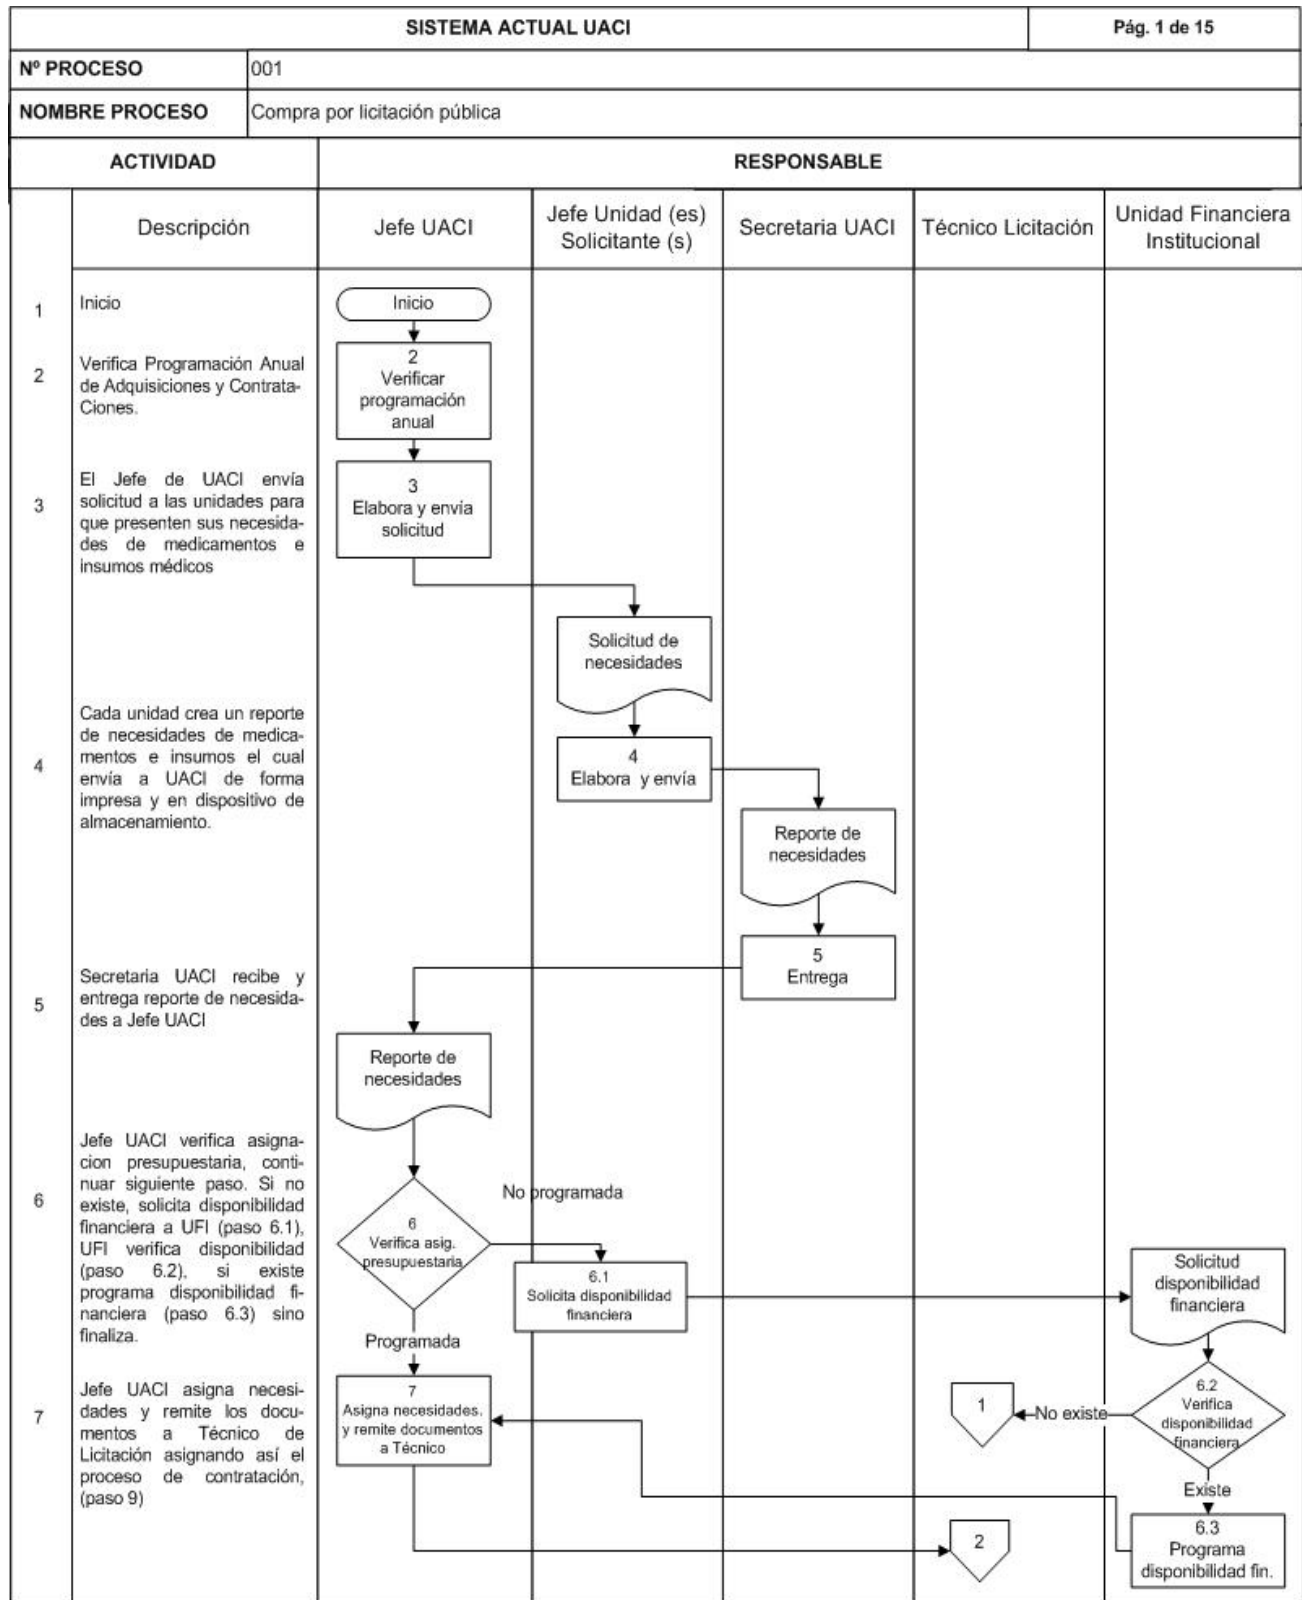 SISTEMA ACTUAL UACI
Pág. 1 de 15
Nº PROCESO
001
NOMBRE PROCESO
Compra por licitación pública
ACTIVIDAD
RESPONSABLE
Descripción
Jefe UACI
Jefe Unidad (es)
Solicitante (s)
Secretaria UACI
Técnico Licitación
Unidad Financiera
Institucional
1
Inicio
Inicio
2
Verifica Programación Anual
de Adquisiciones y Contrata-
Ciones.
2
Verificar
programación
anual
3
El Jefe de UACI envía
solicitud a las unidades para
que presenten sus necesida-
des de medicamentos e
insumos médicos
3
Elabora y envía
solicitud
Solicitud de
necesidades
4
Cada unidad crea un reporte
de necesidades de medica-
mentos e insumos el cual
envía a UACI de forma
impresa y en dispositivo de
almacenamiento.
4
Elabora y envía
Reporte de
necesidades
5
Entrega
5
Secretaria UACI recibe y
entrega reporte de necesida-
des a Jefe UACI
Reporte de
necesidades
6
Jefe UACI verifica asigna-
cion presupuestaria, conti-
nuar siguiente paso. Si no
existe, solicita disponibilidad
financiera a UFI (paso 6.1),
UFI verifica disponibilidad
(paso 6.2), si existe
programa disponibilidad fi-
nanciera (paso 6.3) sino
finaliza.
6
Verifica asig.
presupuestaria
No programada
6.1
Solicita disponibilidad
financiera
Solicitud
disponibilidad
financiera
Programada
7
Jefe UACI asigna necesi-
dades y remite los docu-
mentos a Técnico de
Licitación asignando así el
proceso de contratación,
(paso 9)
7
Asigna necesidades.
y remite documentos
a Técnico
1
No existe
6.2
Verifica
disponibilidad
financiera
Existe
2
6.3
Programa
disponibilidad fin.